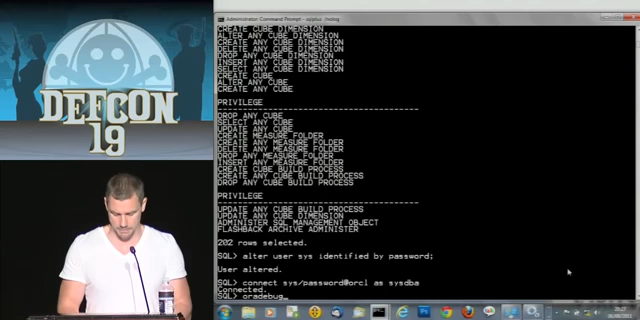 DEFCON
19
Administrator: Command Prompt - sqlplus /nolog
CREATE CUBE DIMENSION
ALTER ANY CUBE DIMENSION
CREATE ANY CUBE DIMENSION
DELETE ANY CUBE DIMENSION
DROP ANY CUBE DIMENSION
INSERT ANY CUBE DIMENSION
SELECT ANY CUBE DIMENSION
CREATE CUBE
ALTER ANY CUBE
CREATE ANY CUBE
PRIVILEGE
----------------------------------------
DROP ANY CUBE
SELECT ANY CUBE
UPDATE ANY CUBE
CREATE MEASURE FOLDER
CREATE ANY MEASURE FOLDER
DELETE ANY MEASURE FOLDER
DROP ANY MEASURE FOLDER
INSERT ANY MEASURE FOLDER
CREATE CUBE BUILD PROCESS
CREATE ANY CUBE BUILD PROCESS
DROP ANY CUBE BUILD PROCESS
PRIVILEGE
----------------------------------------
UPDATE ANY CUBE BUILD PROCESS
UPDATE ANY CUBE DIMENSION
ADMINISTER SQL MANAGEMENT OBJECT
FLASHBACK ARCHIVE ADMINISTER
202 rows selected.
SQL> alter user sys identified by password;
User altered.
SQL> connect sys/password@orcl as sysdba
Connected.
SQL> oradebug_